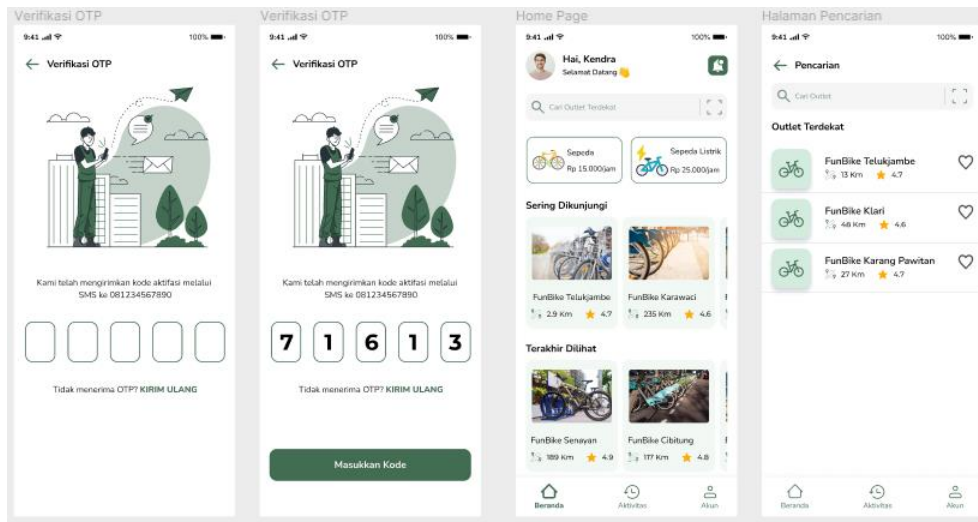 Verifikasi OTP
9:41
100%
Verifikasi OTP
Kami telah mengirimkan kode aktifasi melalui
SMS ke 081234567890
Tidak menerima OTP? KIRIM ULANG
Verifikasi OTP
9:41
100%
Verifikasi OTP
Kami telah mengirimkan kode aktifasi melalui
SMS ke 081234567890
7 1 6 1 3
Tidak menerima OTP? KIRIM ULANG
Masukkan Kode
Home Page
9:41
100%
Hai, Kendra
Selamat Datang
Cari Outlet Terdekat
Sepeda
Rp 15.000/jam
Sepeda Listrik
Rp 25.000/jam
Sering Dikunjungi
FunBike Telukjambe
2.9 Km 4.7
FunBike Karawaci
235 Km 4.6
Terakhir Dilihat
FunBike Senayan
189 Km 4.9
FunBike Cibitung
117 Km 4.8
Beranda
Aktivitas
Akun
Halaman Pencarian
9:41
100%
Pencarian
Cari Outlet
Outlet Terdekat
FunBike Telukjambe
13 Km 4.7
FunBike Klari
46 Km 4.6
FunBike Karang Pawitan
27 Km 4.7
Beranda
Aktivitas
Akun